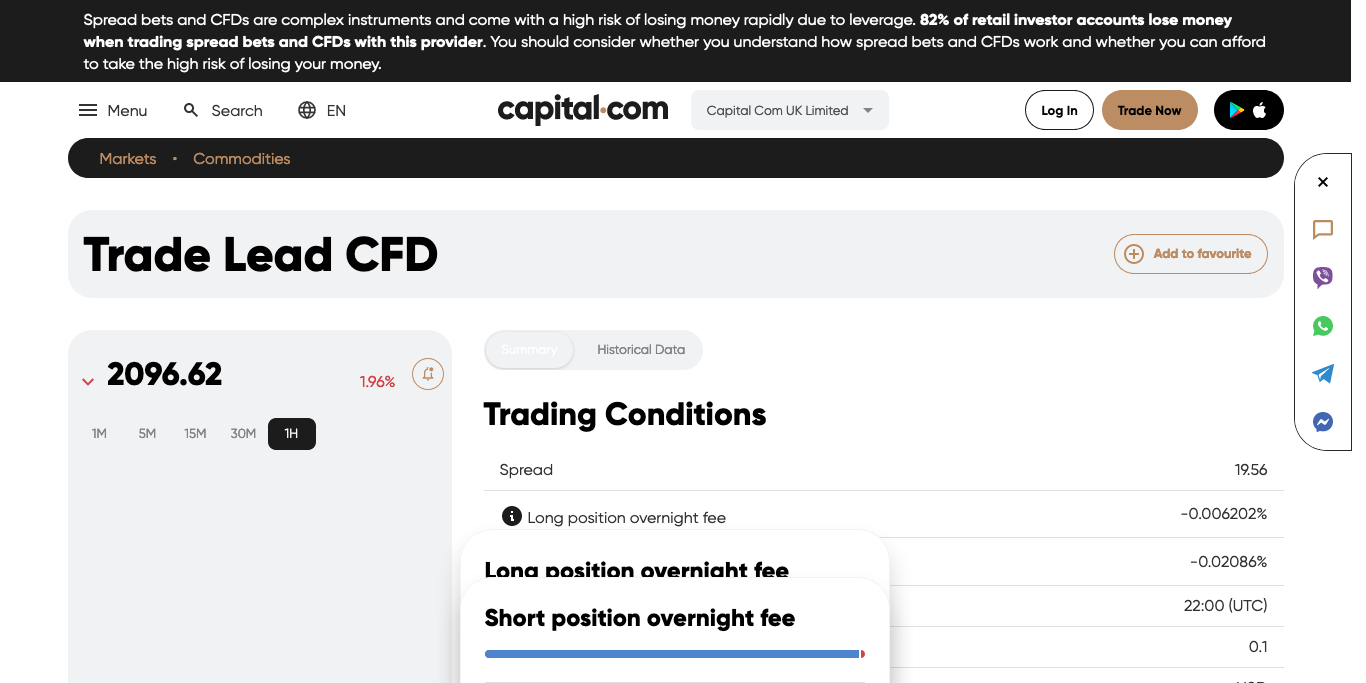 Spread bets and CFDs are complex instruments and come with a high risk of losing money rapidly due to leverage. 82% of retail investor accounts lose money
when trading spread bets and CFDs with this provider. You should consider whether you understand how spread bets and CFDs work and whether you can afford
to take the high risk of losing your money.
Menu Search EN capital.com Capital Com UK Limited Log In Trade Now
Markets • Commodities
Trade Lead CFD
Add to favourite
2096.62 1.96%
1M 5M 15M 30M 1H
Summary Historical Data
Trading Conditions
Spread 19.56
Long position overnight fee -0.006202%
Long position overnight fee
-0.02086%
Short position overnight fee
22:00 (UTC)
0.1